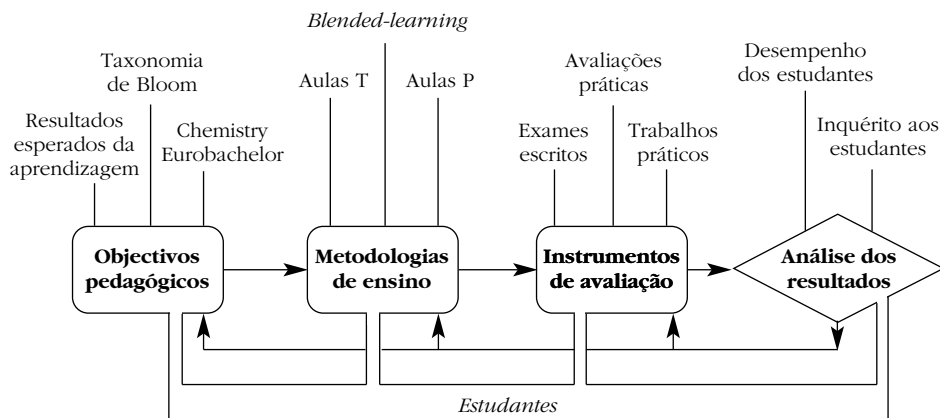 Blended-learning
Taxonomia
de Bloom
Aulas T
Aulas P
Avaliações
práticas
Desempenho
dos estudantes
Resultados
esperados da
aprendizagem
Chemistry
Eurobachelor
Exames
escritos
Trabalhos
práticos
Inquérito aos
estudantes
Objectivos
pedagógicos
Metodologias
de ensino
Instrumentos
de avaliação
Análise dos
resultados
Estudantes